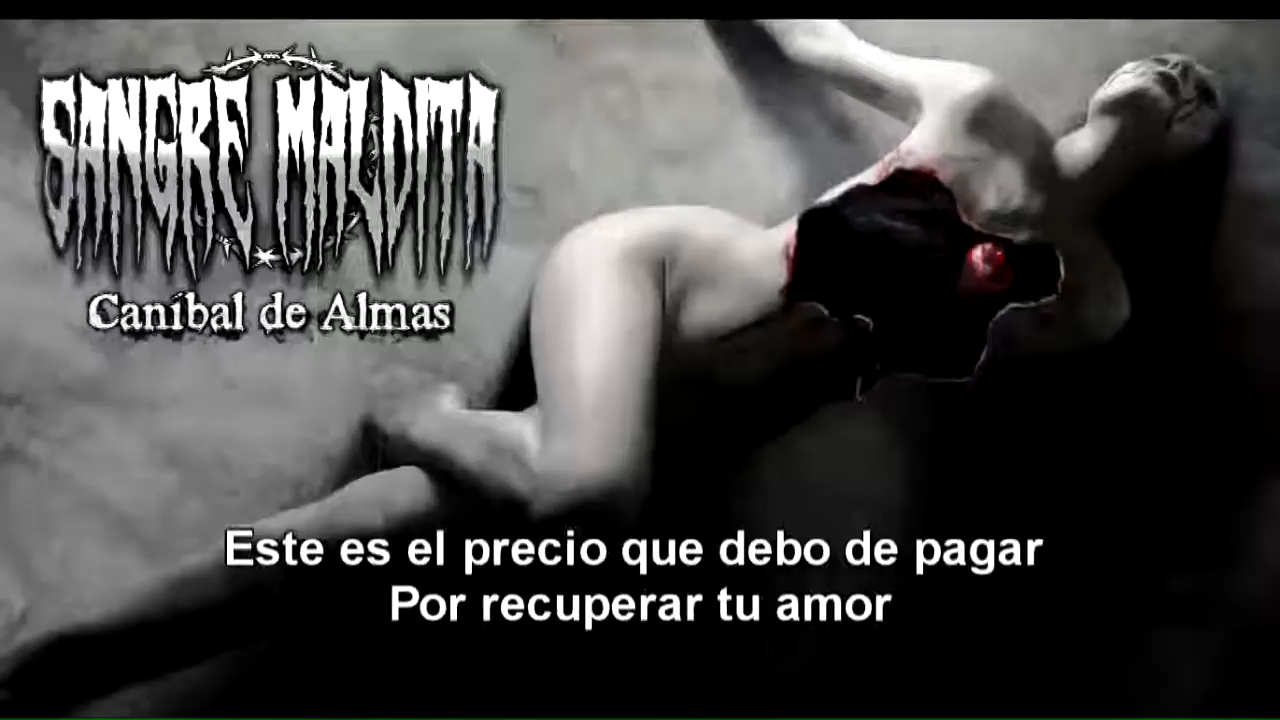 SANGRE MALDITA
Caníbal de Almas
Este es el precio que debo de pagar
Por recuperar tu amor